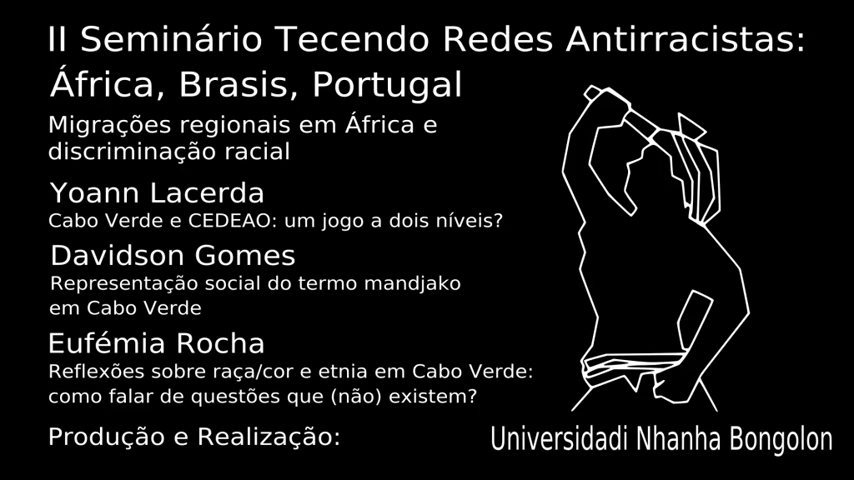 II Seminário Tecendo Redes Antirracistas:
África, Brasis, Portugal
Migrações regionais em África e
discriminação racial
Yoann Lacerda
Cabo Verde e CEDEAO: um jogo a dois níveis?
Davidson Gomes
Representação social do termo mandjako
em Cabo Verde
Eufémia Rocha
Reflexões sobre raça/cor e etnia em Cabo Verde:
como falar de questões que (não) existem?
Produção e Realização:
Universidadi Nhanha Bongolon